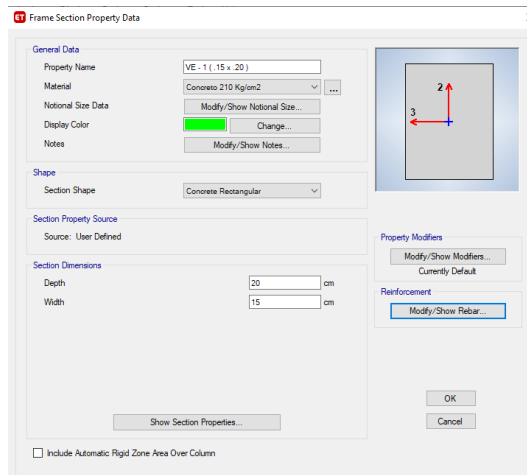 ET Frame Section Property Data
General Data
Property Name VE - 1 ( .15 x .20 )
Material Concreto 210 Kg/cm2 ...
Notional Size Data Modify/Show Notional Size...
Display Color Change...
Notes Modify/Show Notes...
2
3
Shape
Section Shape Concrete Rectangular
Section Property Source
Source: User Defined
Property Modifiers
Modify/Show Modifiers...
Currently Default
Section Dimensions
Depth 20 cm
Width 15 cm
Reinforcement
Modify/Show Rebar...
Show Section Properties...
OK
Cancel
Include Automatic Rigid Zone Area Over Column